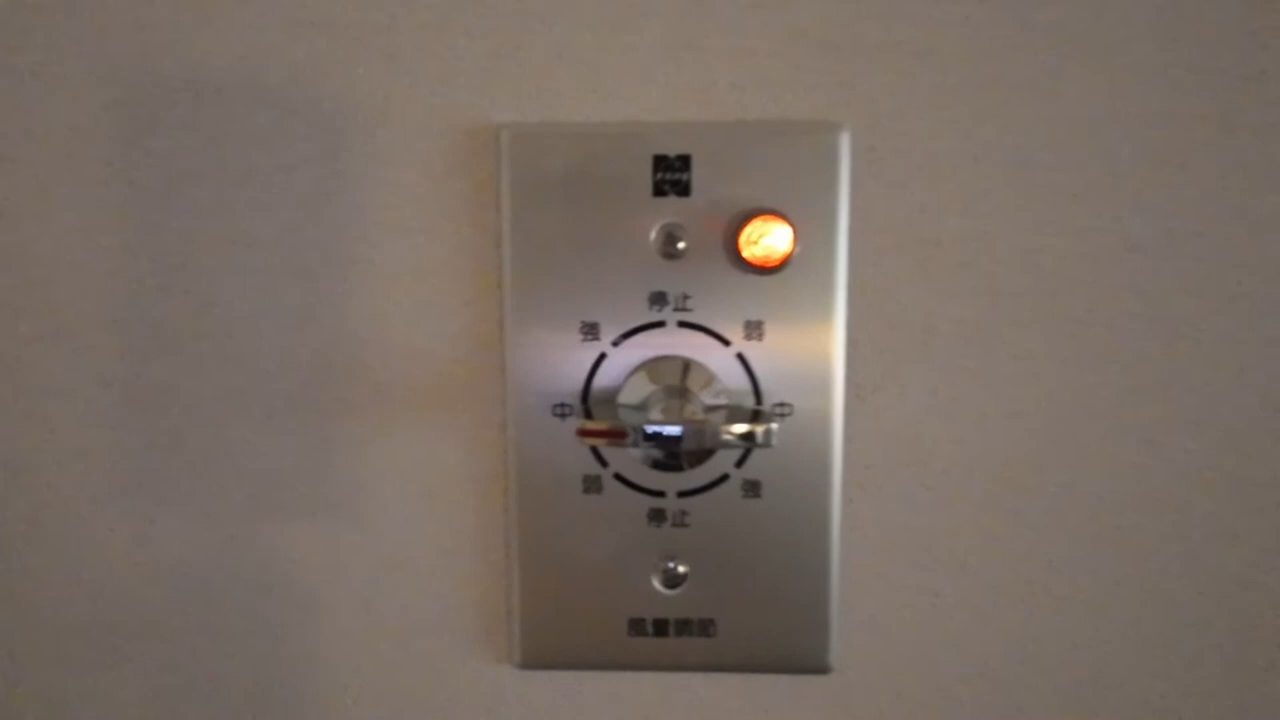 停止
強 弱
中 中
弱 強
停止
風量調節